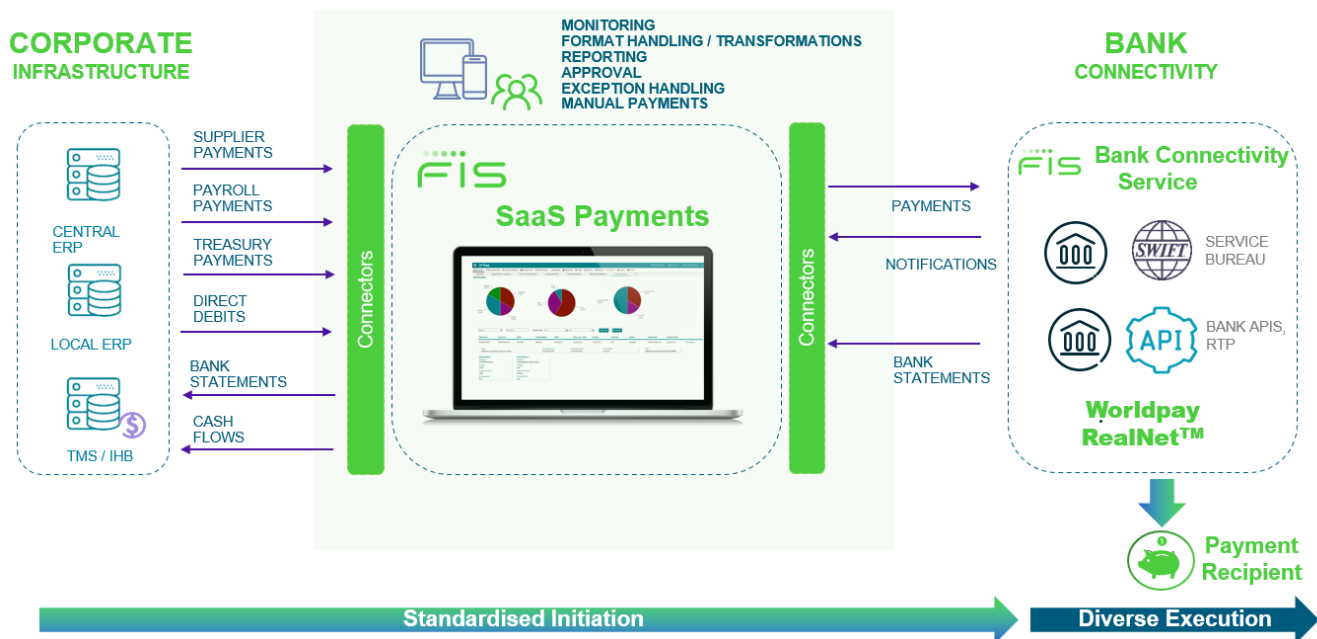 CORPORATE
INFRASTRUCTURE
MONITORING
FORMAT HANDLING / TRANSFORMATIONS
REPORTING
APPROVAL
EXCEPTION HANDLING
MANUAL PAYMENTS
BANK
CONNECTIVITY
CENTRAL
ERP
LOCAL ERP
TMS / IHB
SUPPLIER
PAYMENTS
PAYROLL
PAYMENTS
TREASURY
PAYMENTS
DIRECT
DEBITS
BANK
STATEMENTS
CASH
FLOWS
Connectors
FIS
SaaS Payments
Connectors
PAYMENTS
NOTIFICATIONS
BANK
STATEMENTS
FIS Bank Connectivity
Service
SWIFT
SERVICE
BUREAU
API
BANK APIS,
RTP
Worldpay
RealNet™
Payment
Recipient
Standardised Initiation
Diverse Execution